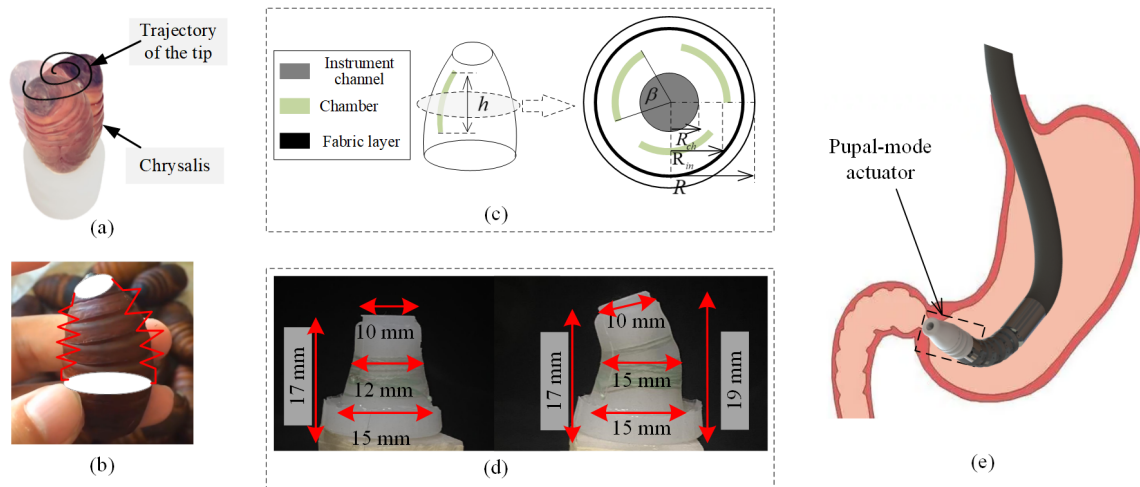 Trajectory
of the tip
Chrysalis
(a)
(b)
Instrument
channel
Chamber
Fabric layer
h
β
R_ch
R_in
R
(c)
17 mm
10 mm
12 mm
15 mm
17 mm
10 mm
15 mm
15 mm
19 mm
(d)
Pupal-mode
actuator
(e)